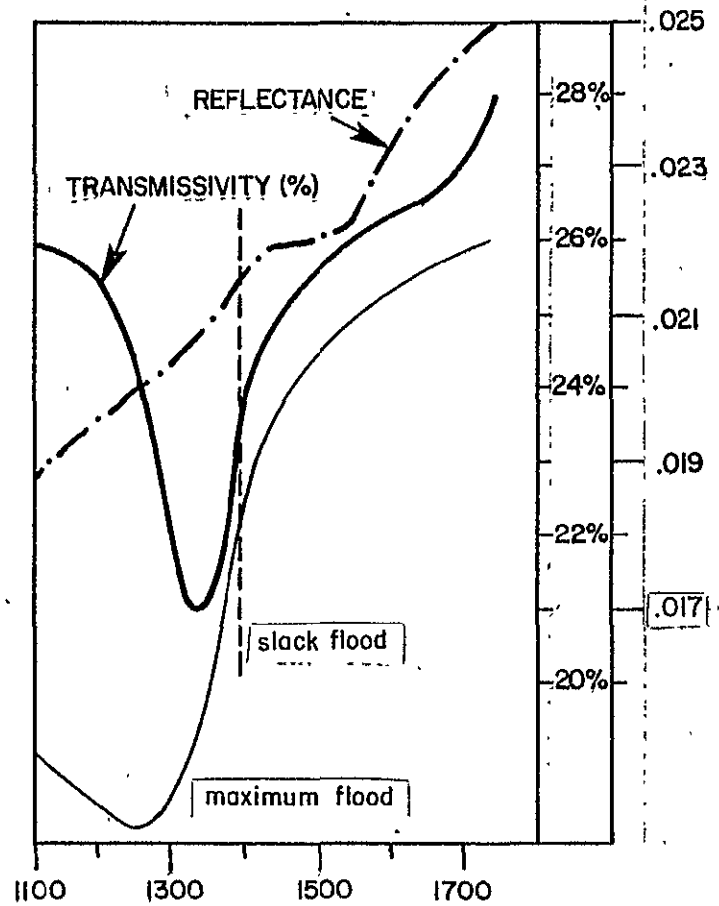 .025
REFLECTANCE
28%
TRANSMISSIVITY (%)
.023
26%
.021
24%
.019
22%
.017
slack flood
20%
maximum flood
1100 1300 1500 1700